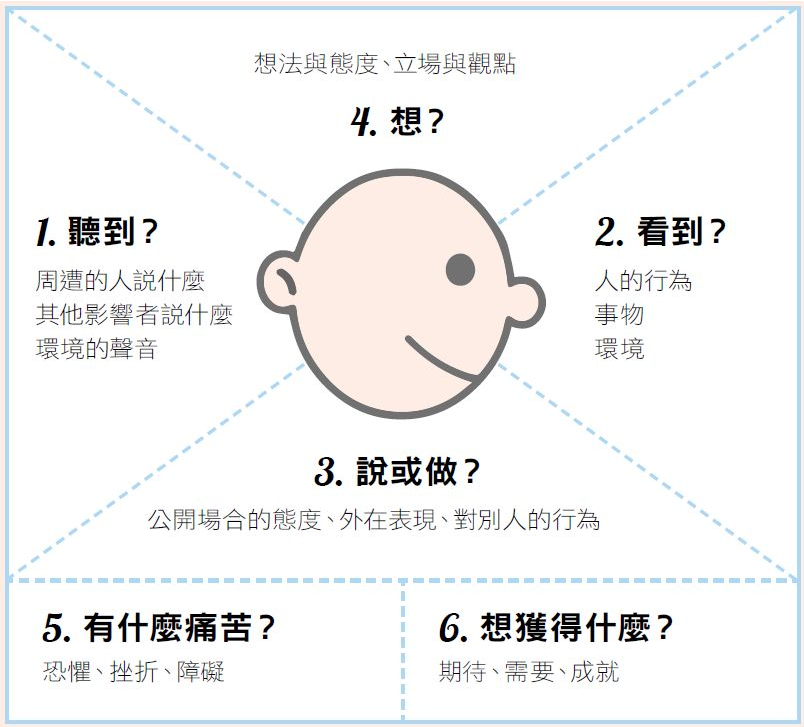 想法與態度、立場與觀點
4. 想？
1. 聽到？
周遭的人説什麼
其他影響者説什麼
環境的聲音
2. 看到？
人的行為
事物
環境
3. 說或做？
公開場合的態度、外在表現、對別人的行為
5. 有什麼痛苦？
恐懼、挫折、障礙
6. 想獲得什麼？
期待、需要、成就